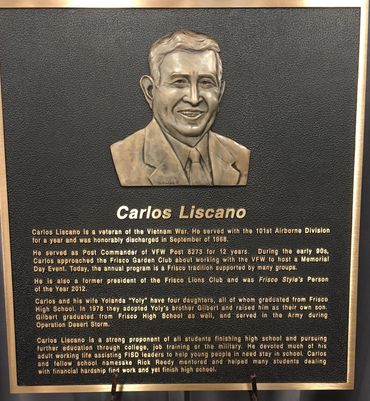 Carlos Liscano
Carlos Liscano is a veteran of the Vietnam War. He served with the 101st Airborne Division
for a year and was honorably discharged in September of 1968.
He served as Post Commander of VFW Post 8273 for 12 years. During the early 90s,
Carlos approached the Frisco Garden Club about working with the VFW to host a Memorial
Day Event. Today, the annual program is a Frisco tradition supported by many groups.
He is also a former president of the Frisco Lions Club and was Frisco Style's Person
of the Year 2012.
Carlos and his wife Yolanda "Yoly" have four daughters, all of whom graduated from Frisco
High School. In 1978 they adopted Yoly's brother Gilbert and raised him as their own son.
Gilbert graduated from Frisco High School as well, and served in the Army during
Operation Desert Storm.
Carlos Liscano is a strong proponent of all students finishing high school and pursuing
further education through college, job training or the military. He devoted much of his
adult working life assisting FISD leaders to help young people in need stay in school. Carlos
and fellow school namesake Rick Reedy mentored and helped many students dealing
with financial hardship find work and yet finish high school.